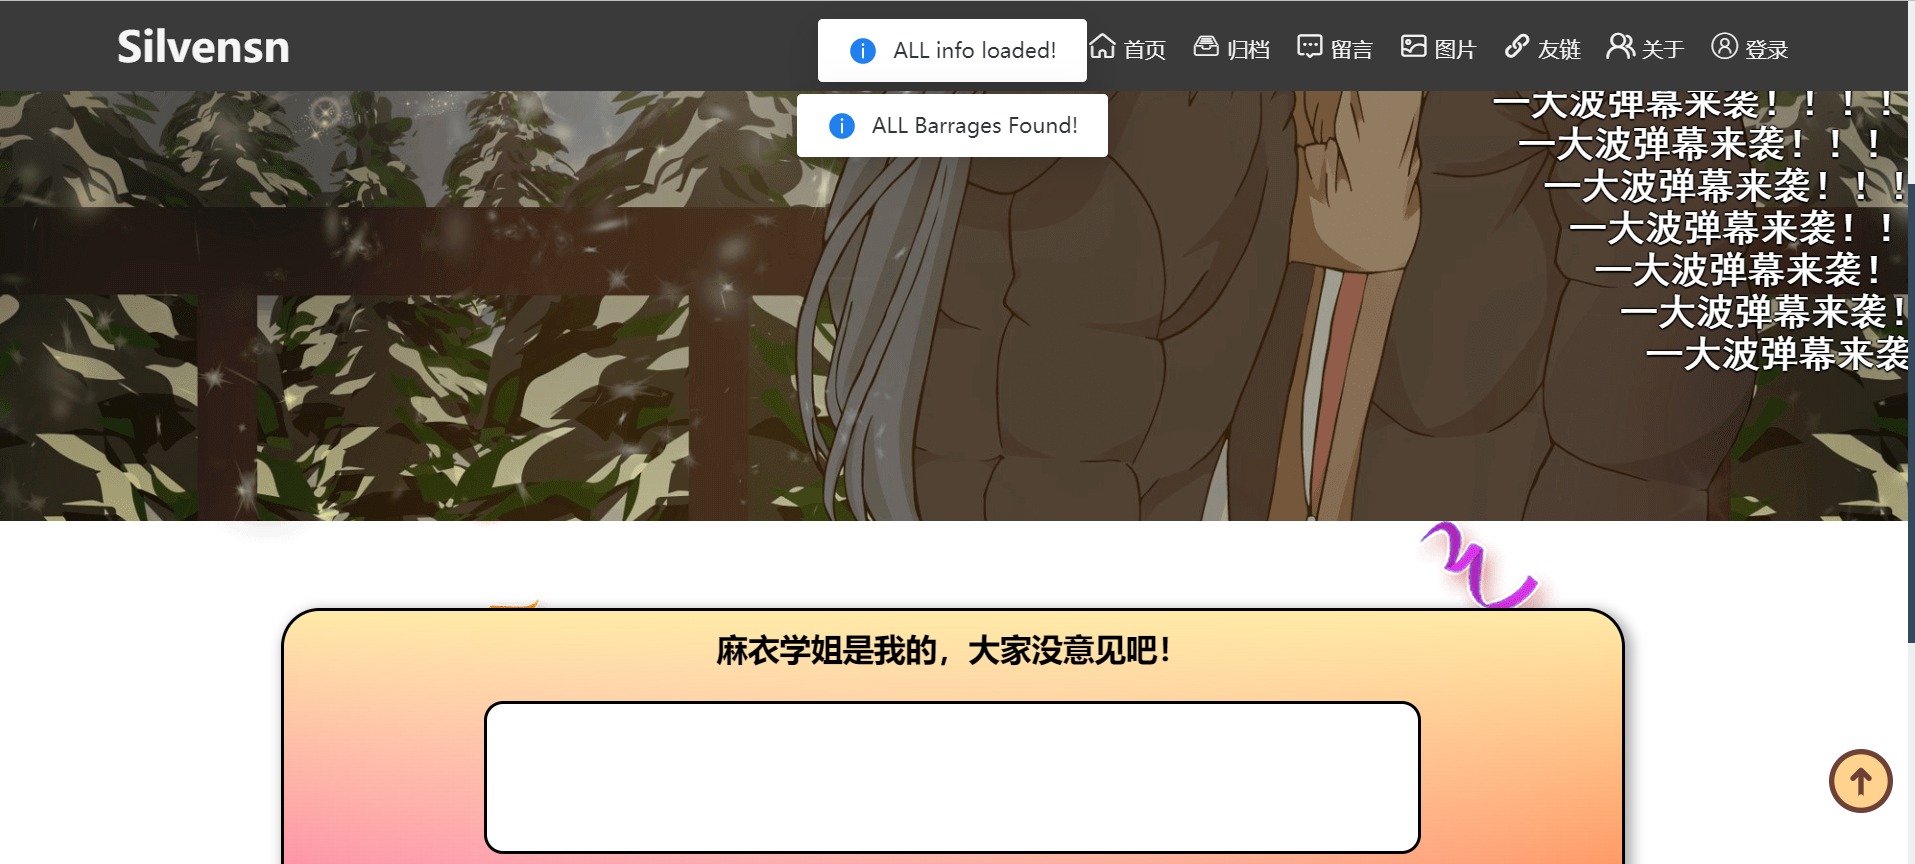 Silvensn
ALL info loaded!
首页 归档 留言 图片 友链 关于 登录
ALL Barrages Found!
一大波弹幕来袭！！！！
一大波弹幕来袭！！！
一大波弹幕来袭！！！
一大波弹幕来袭！！
一大波弹幕来袭！
一大波弹幕来袭！
一大波弹幕来袭
麻衣学姐是我的，大家没意见吧！